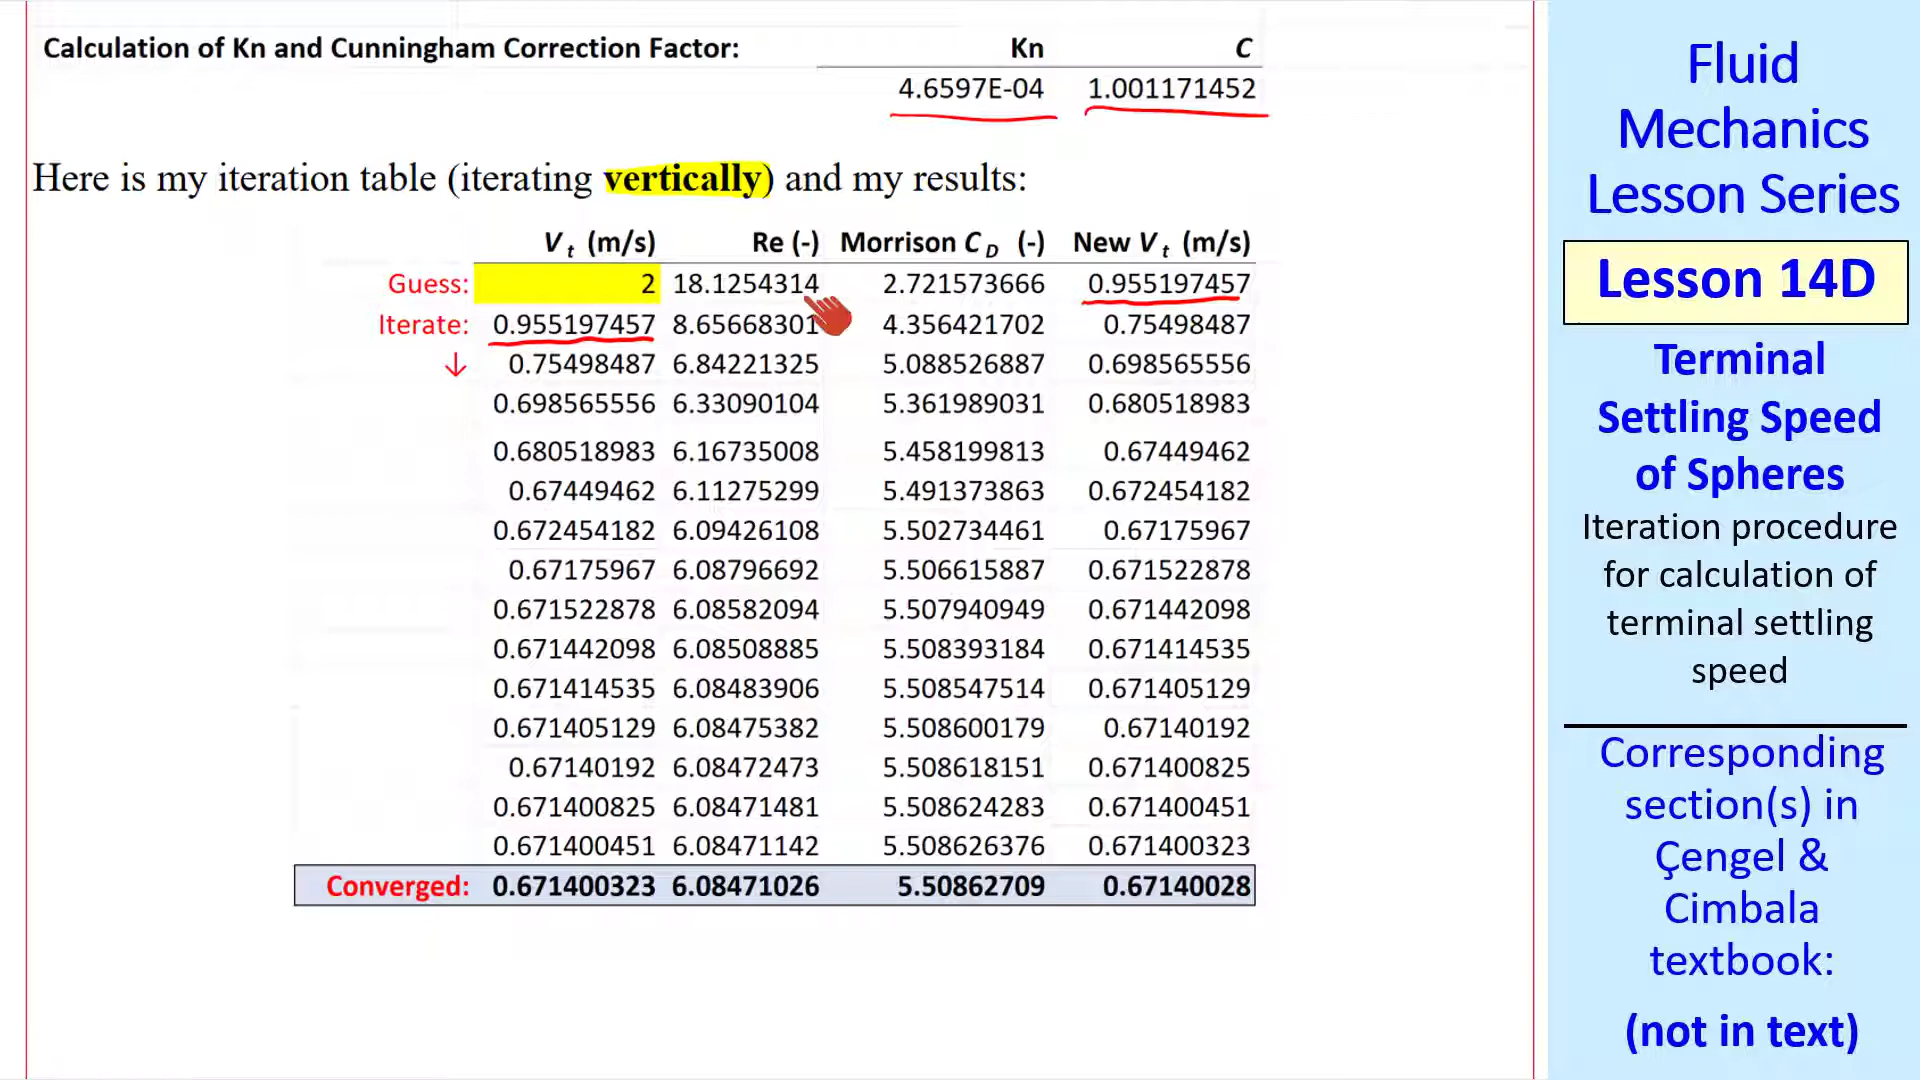 Calculation of Kn and Cunningham Correction Factor: Kn C
4.6597E-04 1.001171452
Here is my iteration table (iterating vertically) and my results:
V t (m/s) Re (-) Morrison C D (-) New V t (m/s)
Guess: 2 18.1254314 2.721573666 0.955197457
Iterate: 0.955197457 8.65668301 4.356421702 0.75498487
↓ 0.75498487 6.84221325 5.088526887 0.698565556
0.698565556 6.33090104 5.361989031 0.680518983
0.680518983 6.16735008 5.458199813 0.67449462
0.67449462 6.11275299 5.491373863 0.672454182
0.672454182 6.09426108 5.502734461 0.67175967
0.67175967 6.08796692 5.506615887 0.671522878
0.671522878 6.08582094 5.507940949 0.671442098
0.671442098 6.08508885 5.508393184 0.671414535
0.671414535 6.08483906 5.508547514 0.671405129
0.671405129 6.08475382 5.508600179 0.67140192
0.67140192 6.08472473 5.508618151 0.671400825
0.671400825 6.08471481 5.508624283 0.671400451
0.671400451 6.08471142 5.508626376 0.671400323
Converged: 0.671400323 6.08471026 5.50862709 0.67140028
Fluid
Mechanics
Lesson Series
Lesson 14D
Terminal
Settling Speed
of Spheres
Iteration procedure
for calculation of
terminal settling
speed
Corresponding
section(s) in
Çengel &
Cimbala
textbook:
(not in text)